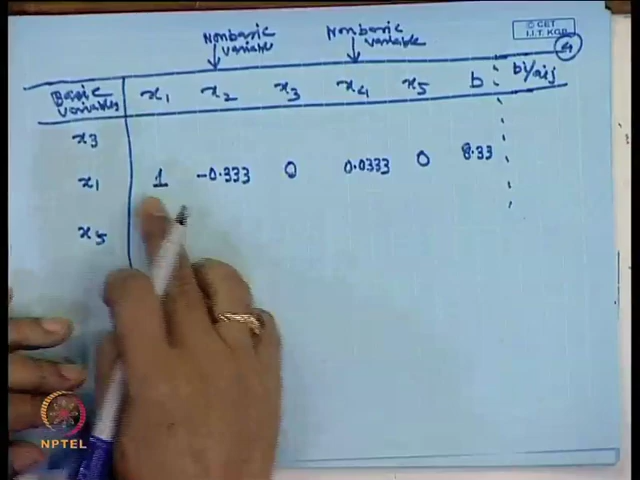 © CET
I.I.T. KGP
Nonbasic variable
Nonbasic variable
4
Basic variables x1 x2 x3 x4 x5 b bi/aij
x3
x1 1 -0.333 0 0.0333 0 8.33
x5
NPTEL